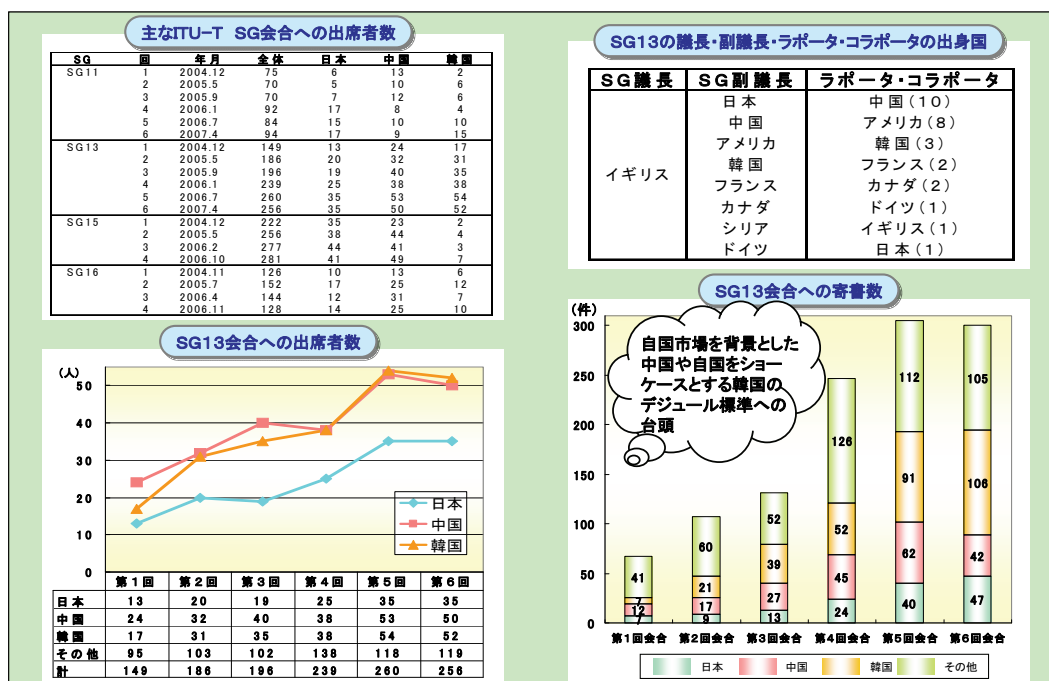 主なITU-T SG会合への出席者数
SG 回 年月 全体 日本 中国 韓国
SG11 1 2004.12 75 6 13 2
2 2005.5 70 5 10 6
3 2005.9 70 7 12 6
4 2006.1 92 17 8 4
5 2006.7 84 15 10 10
6 2007.4 94 17 9 15
SG13 1 2004.12 149 13 24 17
2 2005.5 186 20 32 31
3 2005.9 196 19 40 35
4 2006.1 239 25 38 38
5 2006.7 260 35 53 54
6 2007.4 256 35 50 52
SG15 1 2004.12 222 35 23 2
2 2005.5 256 38 44 4
3 2006.2 277 44 41 3
4 2006.10 281 41 49 7
SG16 1 2004.11 126 10 13 6
2 2005.7 152 17 25 12
3 2006.4 144 12 31 7
4 2006.11 128 14 25 10
SG13の議長・副議長・ラポータ・コラポータの出身国
SG議長 SG副議長 ラポータ・コラポータ
イギリス
日本 中国(10)
中国 アメリカ(8)
アメリカ 韓国(3)
韓国 フランス(2)
フランス カナダ(2)
カナダ ドイツ(1)
シリア イギリス(1)
ドイツ 日本(1)
SG13会合への出席者数
(人)
50
40
30
20
10
0
日本
中国
韓国
第1回 第2回 第3回 第4回 第5回 第6回
日本 13 20 19 25 35 35
中国 24 32 40 38 53 50
韓国 17 31 35 38 54 52
その他 95 103 102 138 118 119
計 149 186 196 239 260 256
SG13会合への寄書数
(件)
300
250
200
150
100
50
0
自国市場を背景とした
中国や自国をショー
ケースとする韓国の
デジュール標準への
台頭
41 7 12 7
60 21 17 9
52 39 27 13
126 52 45 24
112 91 62 40
105 106 42 47
第1回会合 第2回会合 第3回会合 第4回会合 第5回会合 第6回会合
日本 中国 韓国 その他